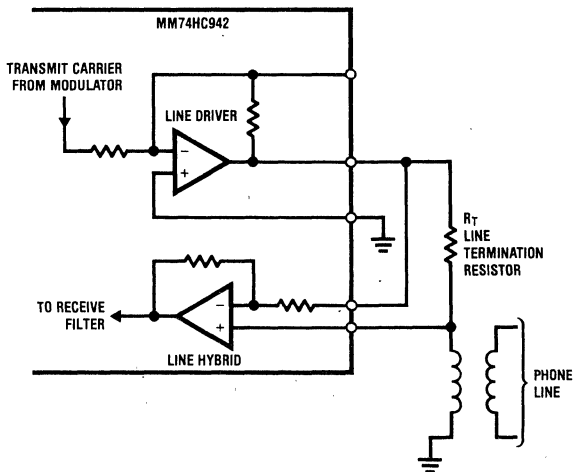 MM74HC942
TRANSMIT CARRIER
FROM MODULATOR
LINE DRIVER
−
+
RT
LINE
TERMINATION
RESISTOR
TO RECEIVE
FILTER
−
+
LINE HYBRID
PHONE
LINE